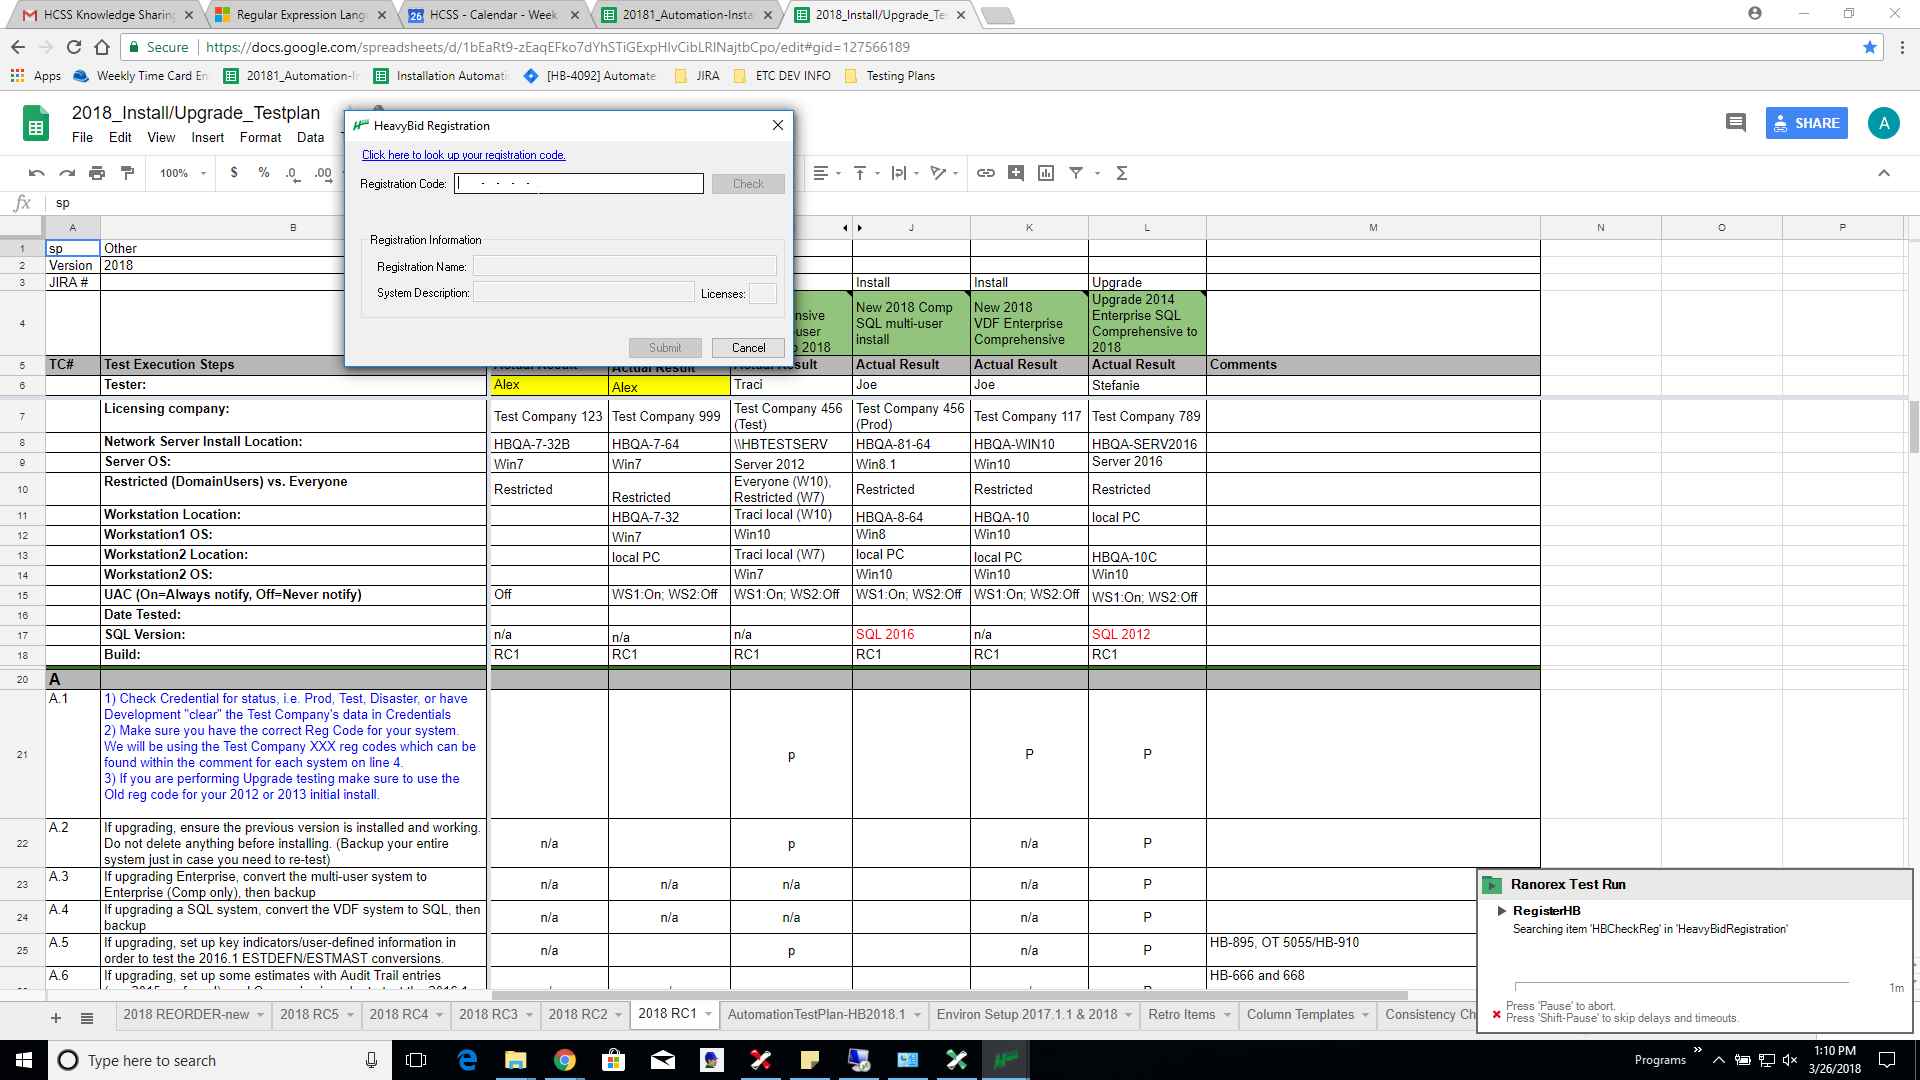 HCSS Knowledge Sharing
Regular Expression Lang
HCSS - Calendar - Week
20181_Automation-Insta
2018_Install/Upgrade_Te
Secure
https://docs.google.com/spreadsheets/d/1bEaRt9-zEaqEFko7dYhSTiGExpHIvCibLRINajtbCpo/edit#gid=127566189
Apps
Weekly Time Card En
20181_Automation-In
Installation Automati
[HB-4092] Automate
JIRA
ETC DEV INFO
Testing Plans
2018_Install/Upgrade_Testplan
File Edit View Insert Format Data
SHARE
A
100% $ % .0 .00
fx sp
HeavyBid Registration
Click here to look up your registration code.
Registration Code: - - - -
Check
Registration Information
Registration Name:
System Description:
Licenses:
Submit
Cancel
A B J K L M N O P
1 sp Other
2 Version 2018
3 JIRA # Install Install Upgrade
4
nsive
user
2018
New 2018 Comp
SQL multi-user
install
New 2018
VDF Enterprise
Comprehensive
Upgrade 2014
Enterprise SQL
Comprehensive to
2018
5 TC# Test Execution Steps Actual Result Actual Result Actual Result Actual Result Actual Result Actual Result Comments
6 Tester: Alex Alex Traci Joe Joe Stefanie
7 Licensing company: Test Company 123 Test Company 999 Test Company 456 (Test) Test Company 456 (Prod) Test Company 117 Test Company 789
8 Network Server Install Location: HBQA-7-32B HBQA-7-64 \\HBTESTSERV HBQA-81-64 HBQA-WIN10 HBQA-SERV2016
9 Server OS: Win7 Win7 Server 2012 Win8.1 Win10 Server 2016
10 Restricted (DomainUsers) vs. Everyone Restricted Restricted Everyone (W10), Restricted (W7) Restricted Restricted Restricted
11 Workstation Location: HBQA-7-32 Traci local (W10) HBQA-8-64 HBQA-10 local PC
12 Workstation1 OS: Win7 Win10 Win8 Win10
13 Workstation2 Location: local PC Traci local (W7) local PC local PC HBQA-10C
14 Workstation2 OS: Win7 Win10 Win10 Win10
15 UAC (On=Always notify, Off=Never notify) Off WS1:On; WS2:Off WS1:On; WS2:Off WS1:On; WS2:Off WS1:On; WS2:Off WS1:On; WS2:Off
16 Date Tested:
17 SQL Version: n/a n/a n/a SQL 2016 n/a SQL 2012
18 Build: RC1 RC1 RC1 RC1 RC1 RC1
20 A
21 A.1
1) Check Credential for status, i.e. Prod, Test, Disaster, or have
Development "clear" the Test Company's data in Credentials
2) Make sure you have the correct Reg Code for your system.
We will be using the Test Company XXX reg codes which can be
found within the comment for each system on line 4.
3) If you are performing Upgrade testing make sure to use the
Old reg code for your 2012 or 2013 initial install.
p P P
22 A.2
If upgrading, ensure the previous version is installed and working.
Do not delete anything before installing. (Backup your entire
system just in case you need to re-test)
n/a p n/a P
23 A.3
If upgrading Enterprise, convert the multi-user system to
Enterprise (Comp only), then backup
n/a n/a n/a n/a P
24 A.4
If upgrading a SQL system, convert the VDF system to SQL, then
backup
n/a n/a n/a n/a P
25 A.5
If upgrading, set up key indicators/user-defined information in
order to test the 2016.1 ESTDEFN/ESTMAST conversions.
n/a p n/a P HB-895, OT 5055/HB-910
A.6
If upgrading, set up some estimates with Audit Trail entries
HB-666 and 668
Ranorex Test Run
RegisterHB
Searching item 'HBCheckReg' in 'HeavyBidRegistration'
1m
Press 'Pause' to abort.
Press 'Shift-Pause' to skip delays and timeouts.
2018 REORDER-new
2018 RC5
2018 RC4
2018 RC3
2018 RC2
2018 RC1
AutomationTestPlan-HB2018.1
Environ Setup 2017.1.1 & 2018
Retro Items
Column Templates
Consistency Ch
Type here to search
Programs
1:10 PM
3/26/2018